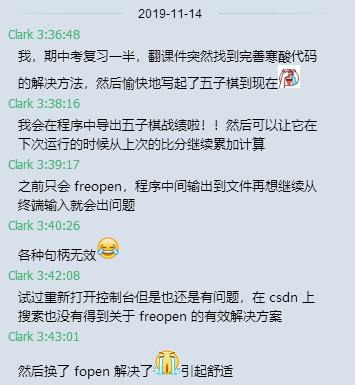 2019-11-14
Clark 3:36:48
我，期中考复习一半，翻课件突然找到完善寒酸代码
的解决方法，然后愉快地写起了五子棋到现在
Clark 3:38:16
我会在程序中导出五子棋战绩啦！！然后可以让它在
下次运行的时候从上次的比分继续累加计算
Clark 3:39:17
之前只会 freopen，程序中间输出到文件再想继续从
终端输入就会出问题
Clark 3:40:26
各种句柄无效
Clark 3:42:08
试过重新打开控制台但是也还是有问题，在 csdn 上
搜索也没有得到关于 freopen 的有效解决方案
Clark 3:43:01
然后换了 fopen 解决了引起舒适